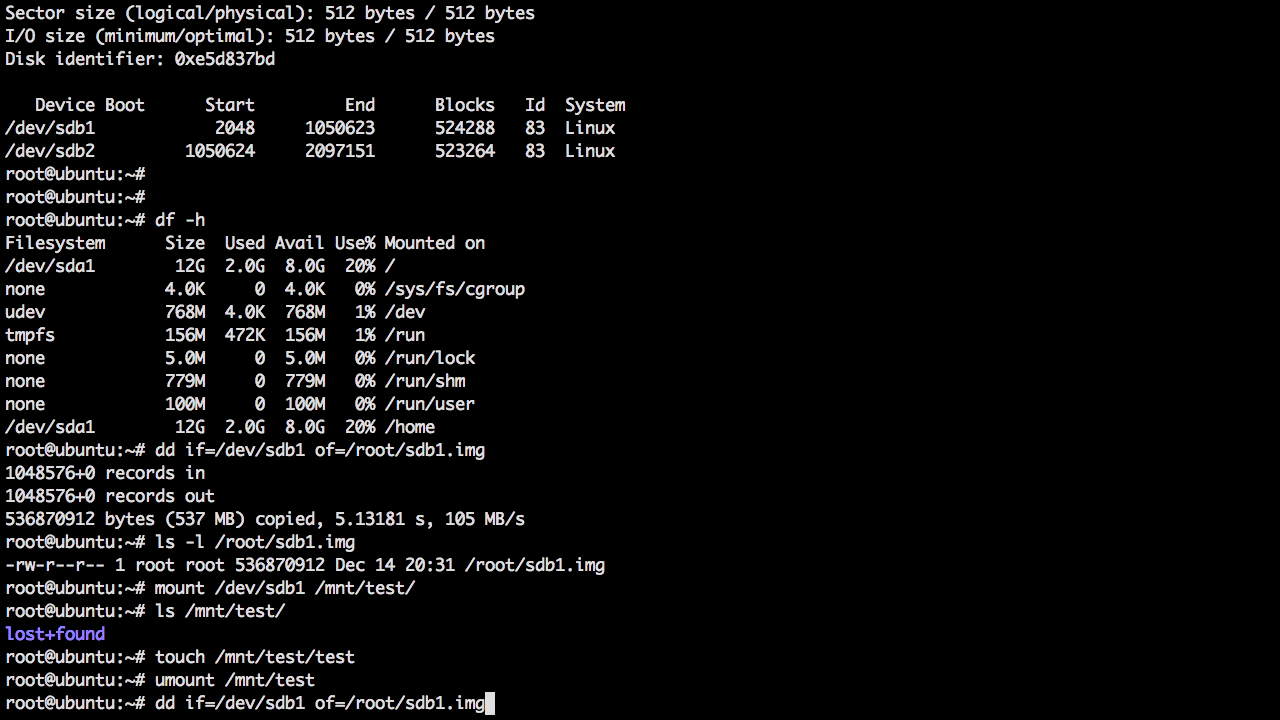 Sector size (logical/physical): 512 bytes / 512 bytes
I/O size (minimum/optimal): 512 bytes / 512 bytes
Disk identifier: 0xe5d837bd
   Device Boot      Start         End      Blocks   Id  System
/dev/sdb1            2048     1050623      524288   83  Linux
/dev/sdb2         1050624     2097151      523264   83  Linux
root@ubuntu:~#
root@ubuntu:~#
root@ubuntu:~# df -h
Filesystem      Size  Used Avail Use% Mounted on
/dev/sda1        12G  2.0G  8.0G  20% /
none            4.0K     0  4.0K   0% /sys/fs/cgroup
udev            768M  4.0K  768M   1% /dev
tmpfs           156M  472K  156M   1% /run
none            5.0M     0  5.0M   0% /run/lock
none            779M     0  779M   0% /run/shm
none            100M     0  100M   0% /run/user
/dev/sda1        12G  2.0G  8.0G  20% /home
root@ubuntu:~# dd if=/dev/sdb1 of=/root/sdb1.img
1048576+0 records in
1048576+0 records out
536870912 bytes (537 MB) copied, 5.13181 s, 105 MB/s
root@ubuntu:~# ls -l /root/sdb1.img
-rw-r--r-- 1 root root 536870912 Dec 14 20:31 /root/sdb1.img
root@ubuntu:~# mount /dev/sdb1 /mnt/test/
root@ubuntu:~# ls /mnt/test/
lost+found
root@ubuntu:~# touch /mnt/test/test
root@ubuntu:~# umount /mnt/test
root@ubuntu:~# dd if=/dev/sdb1 of=/root/sdb1.img